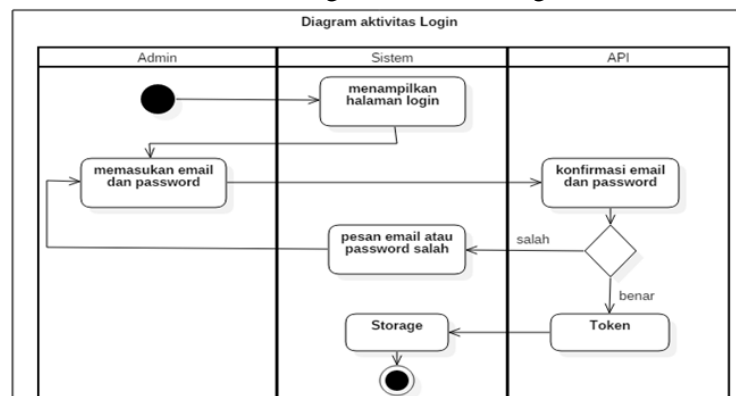 Diagram aktivitas Login
Admin
Sistem
API
menampilkan
halaman login
memasukan email
dan password
konfirmasi email
dan password
pesan email atau
password salah
salah
benar
Storage
Token